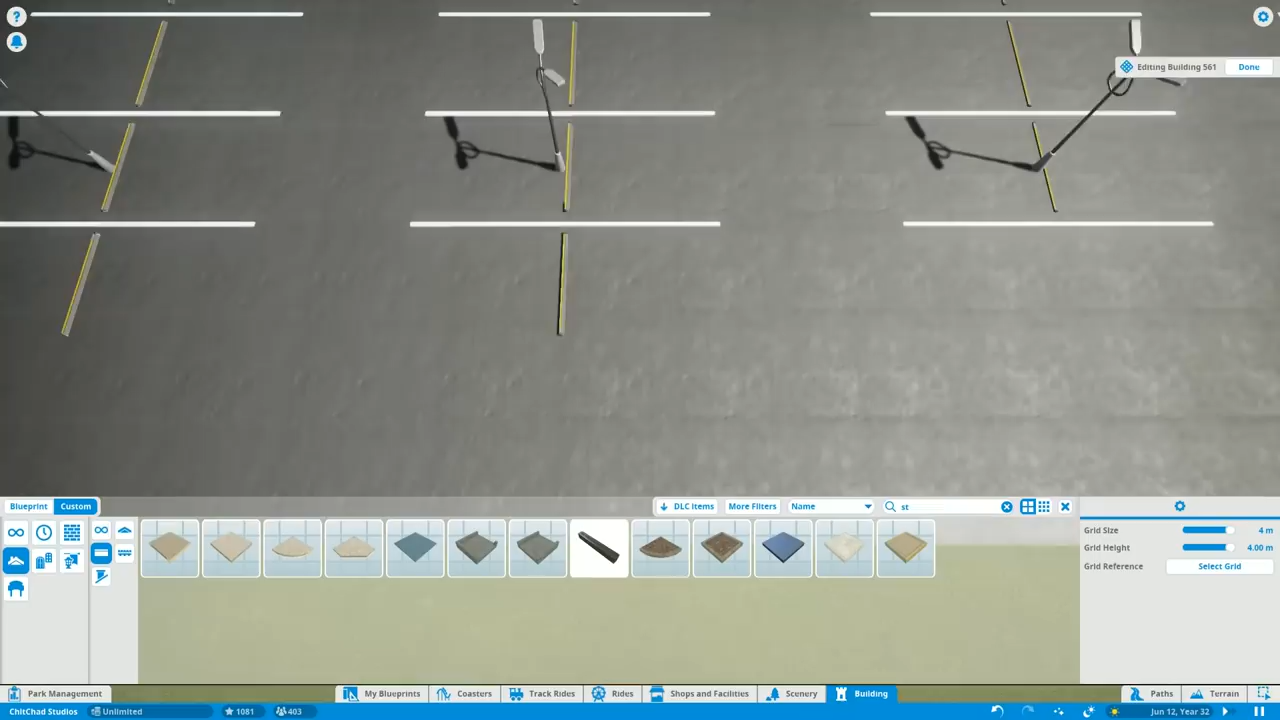 ?
Editing Building 561 Done
Blueprint Custom
DLC Items More Filters Name st
Grid Size 4 m
Grid Height 4.00 m
Grid Reference Select Grid
Park Management My Blueprints Coasters Track Rides Rides Shops and Facilities Scenery Building Paths Terrain
ChitChad Studios Unlimited 1081 403 Jun 12, Year 32